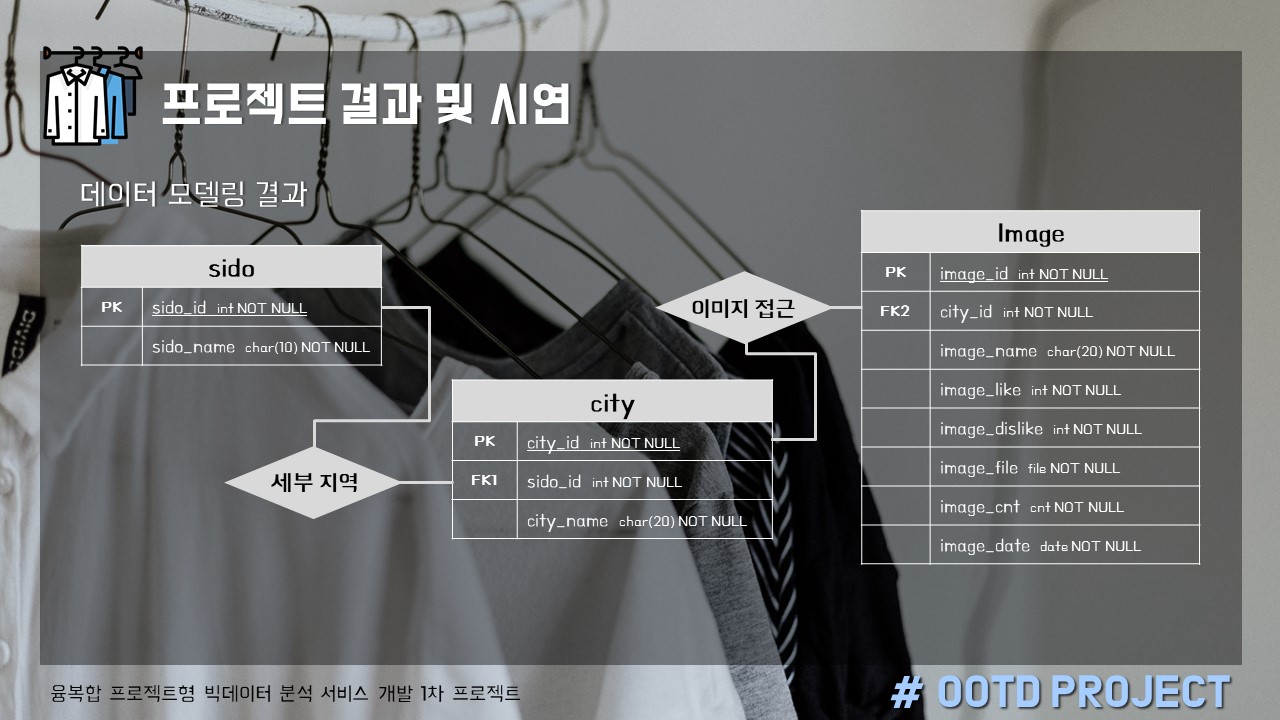 프로젝트 결과 및 시연
데이터 모델링 결과
sido
PK sido_id int NOT NULL
sido_name char(10) NOT NULL
세부 지역
city
PK city_id int NOT NULL
FK1 sido_id int NOT NULL
city_name char(20) NOT NULL
이미지 접근
Image
PK image_id int NOT NULL
FK2 city_id int NOT NULL
image_name char(20) NOT NULL
image_like int NOT NULL
image_dislike int NOT NULL
image_file file NOT NULL
image_cnt cnt NOT NULL
image_date date NOT NULL
융복합 프로젝트형 빅데이터 분석 서비스 개발 1차 프로젝트
# OOTD PROJECT